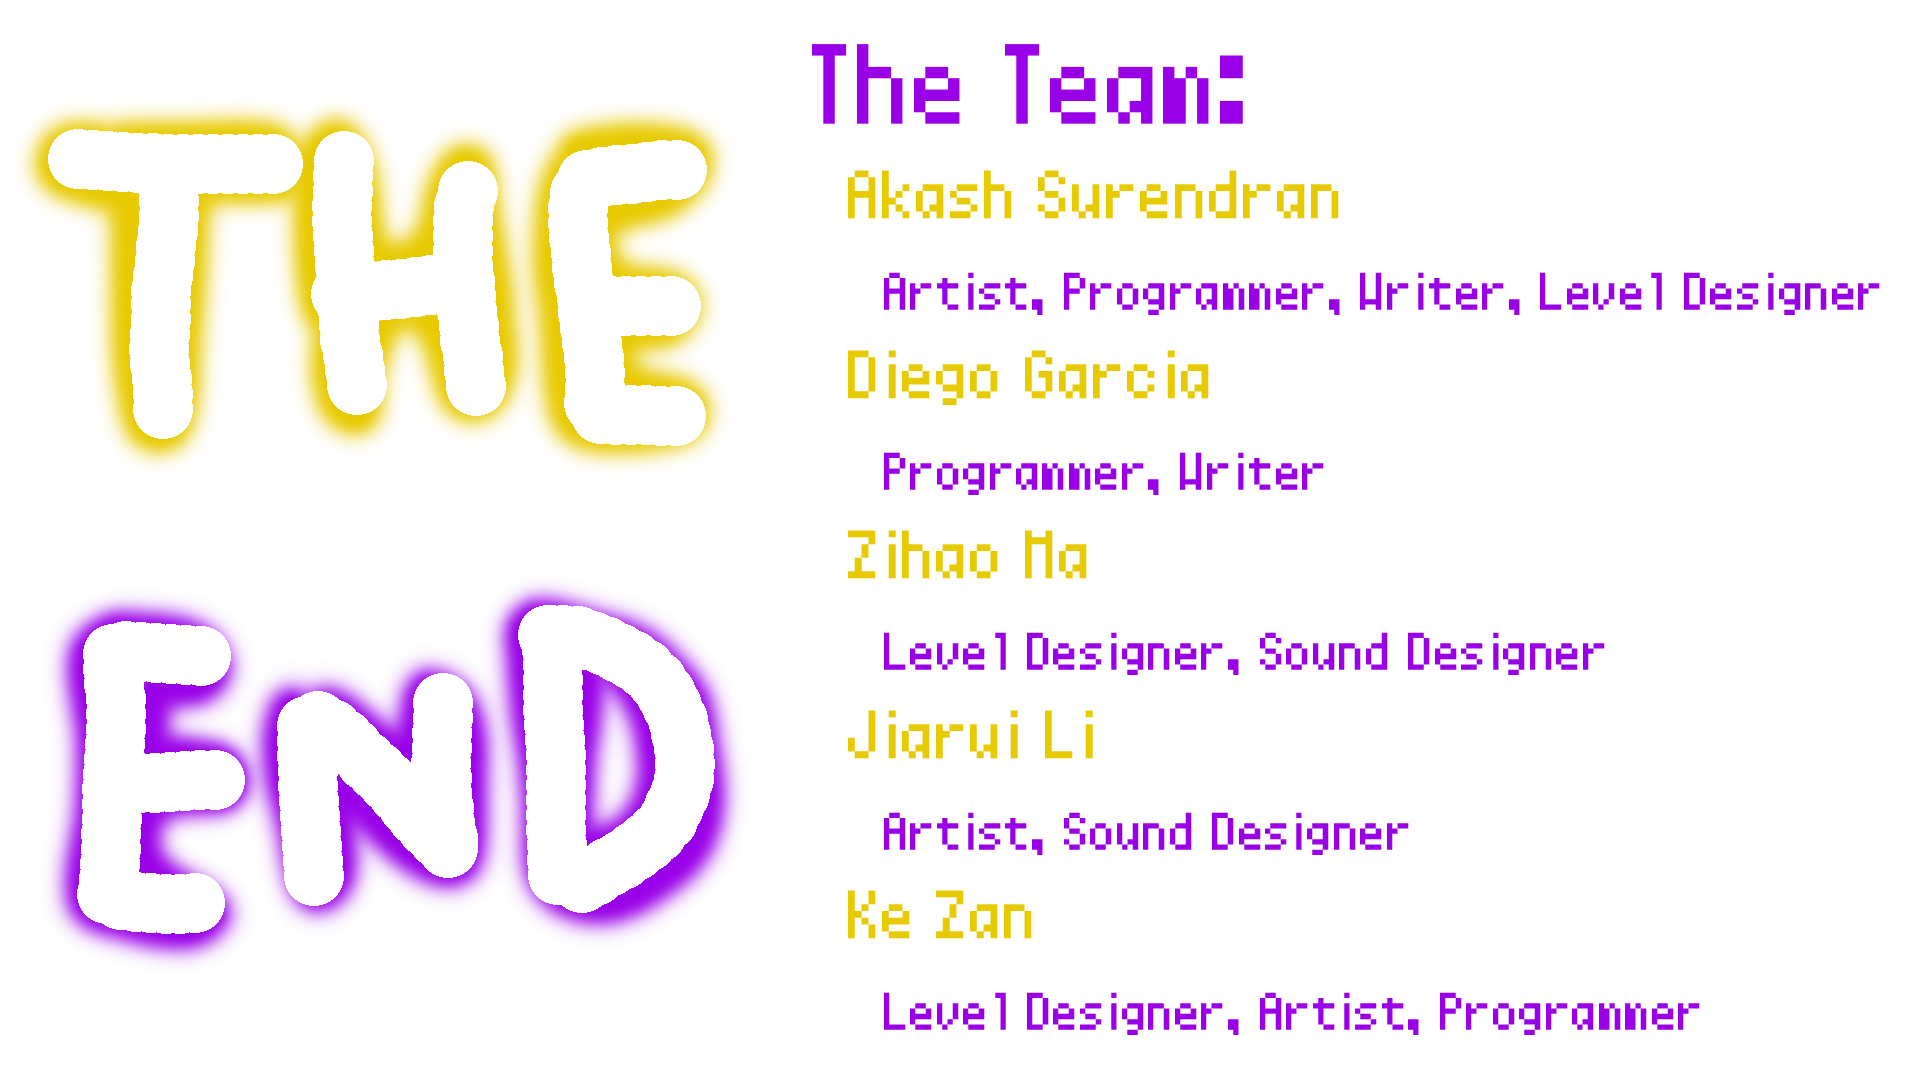 THE
END
The Team:
Akash Surendran
Artist, Programmer, Writer, Level Designer
Diego Garcia
Programmer, Writer
Zihao Ma
Level Designer, Sound Designer
Jiarui Li
Artist, Sound Designer
Ke Zan
Level Designer, Artist, Programmer